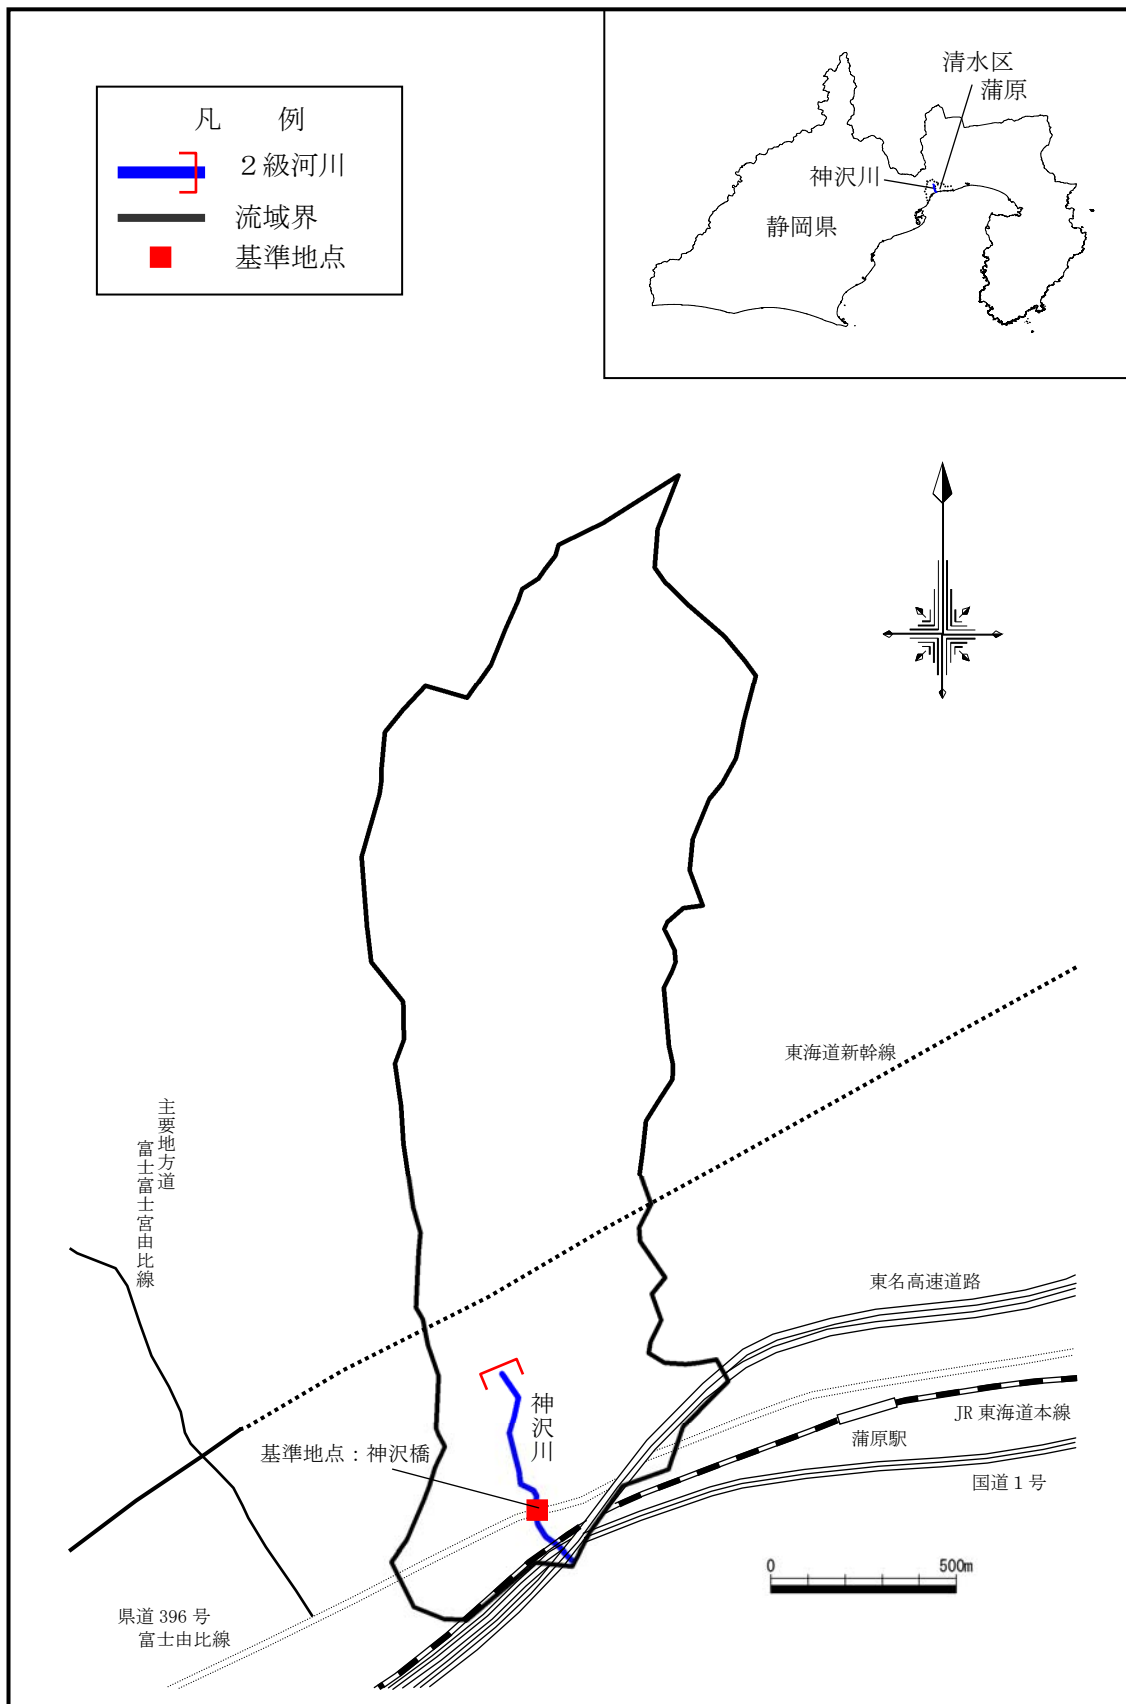 凡　例
２級河川
流域界
基準地点
清水区
蒲原
神沢川
静岡県
東海道新幹線
主要地方道
富士富士宮由比線
東名高速道路
神沢川
JR 東海道本線
蒲原駅
基準地点：神沢橋
国道１号
0 500m
県道 396 号
富士由比線